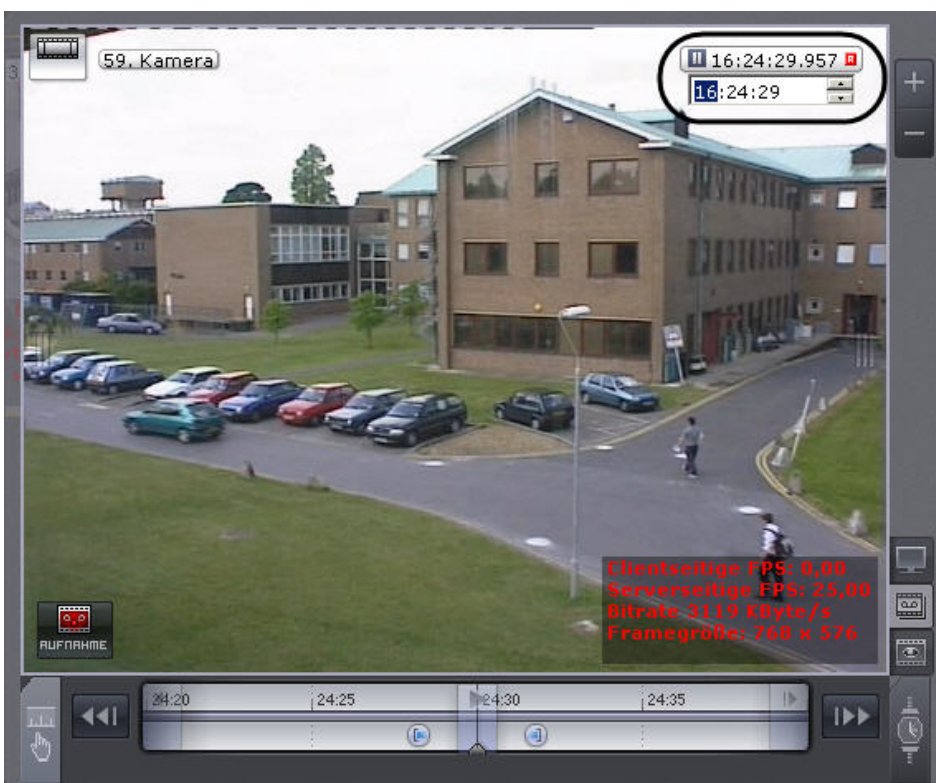 59. Kamera
16:24:29.957 R
16:24:29
Clientseitige FPS: 0,00
Serverseitige FPS: 25,00
Bitrate 3119 KByte/s
Framegröße: 768 x 576
AUFNAHME
24:20 24:25 24:30 24:35